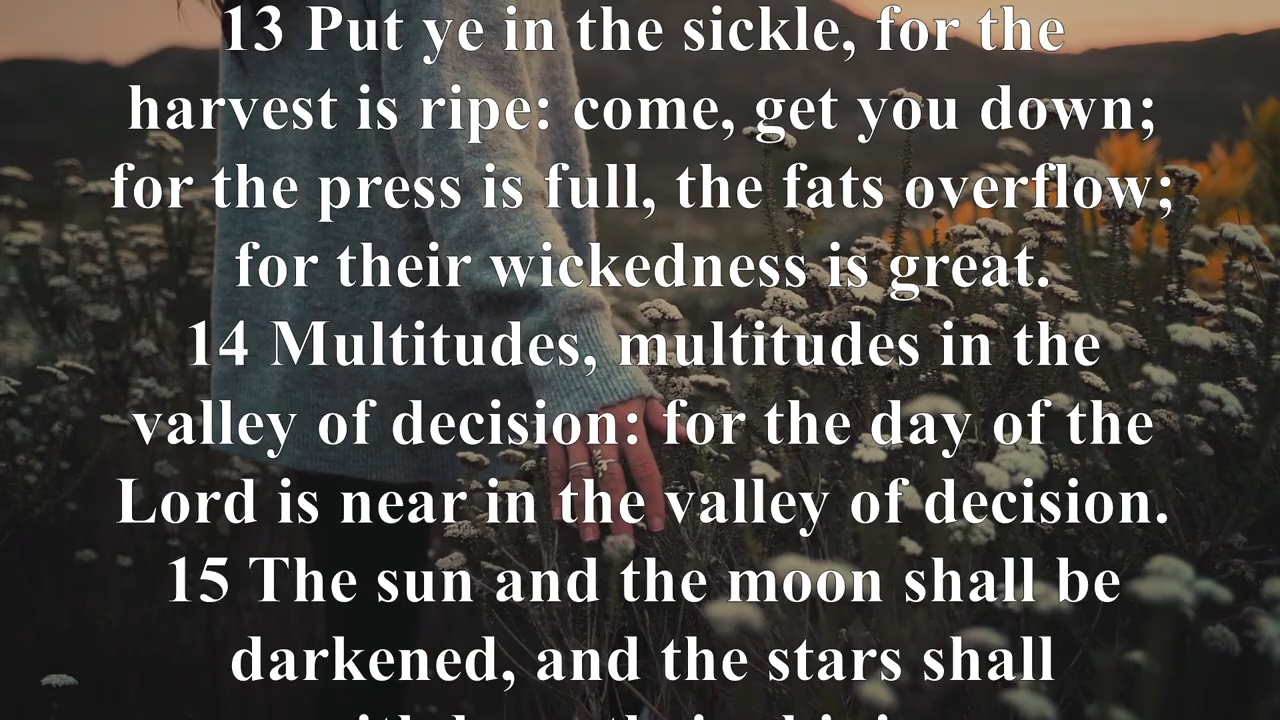 13 Put ye in the sickle, for the
harvest is ripe: come, get you down;
for the press is full, the fats overflow;
for their wickedness is great.
14 Multitudes, multitudes in the
valley of decision: for the day of the
Lord is near in the valley of decision.
15 The sun and the moon shall be
darkened, and the stars shall